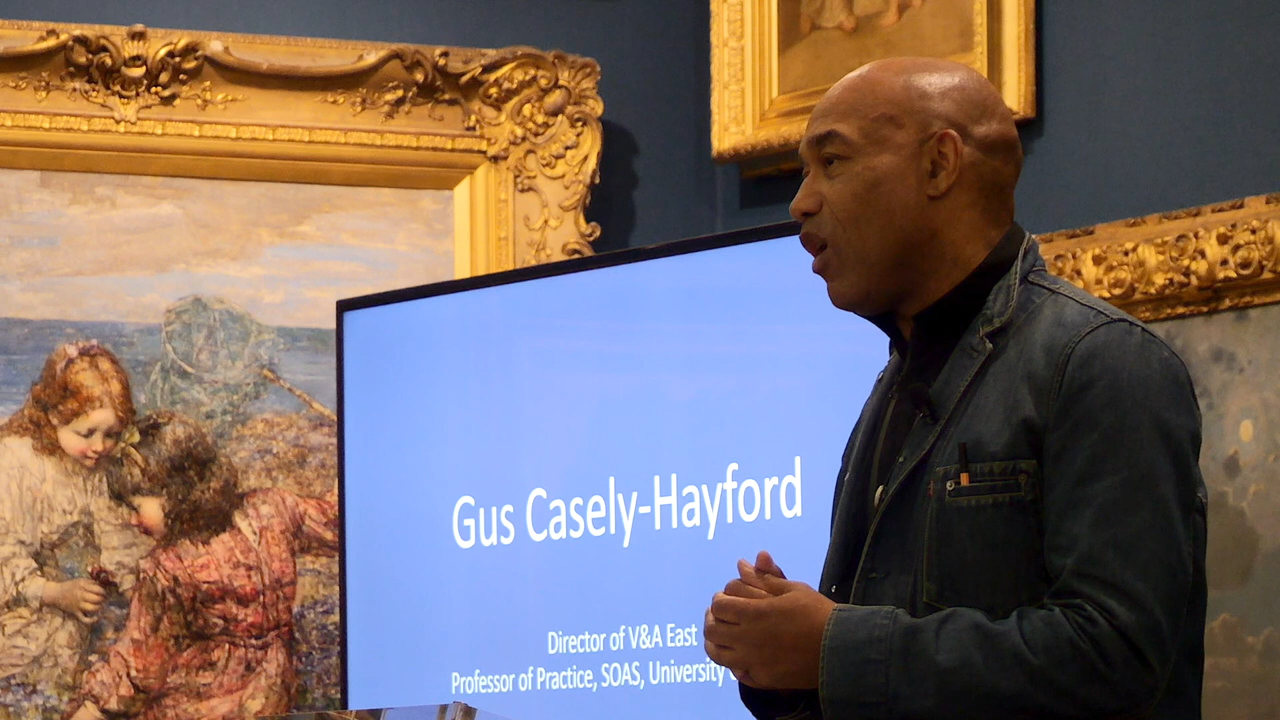 Gus Casely-Hayford
Director of V&A East
Professor of Practice, SOAS, University